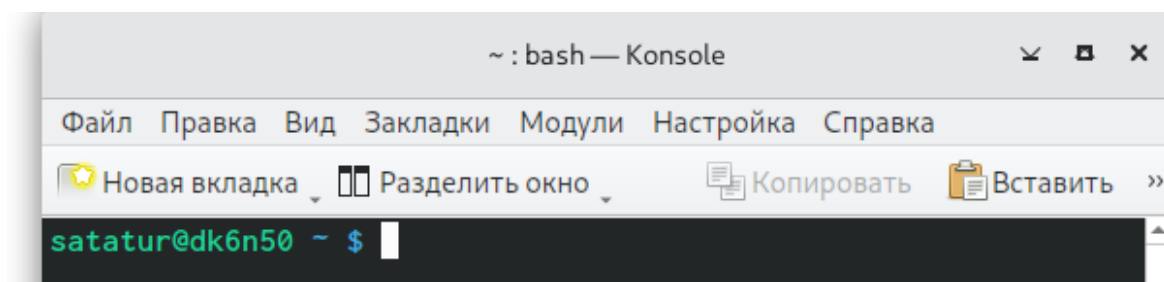 ~ : bash — Konsole
Файл Правка Вид Закладки Модули Настройка Справка
Новая вкладка Разделить окно Копировать Вставить »
satatur@dk6n50 ~ $